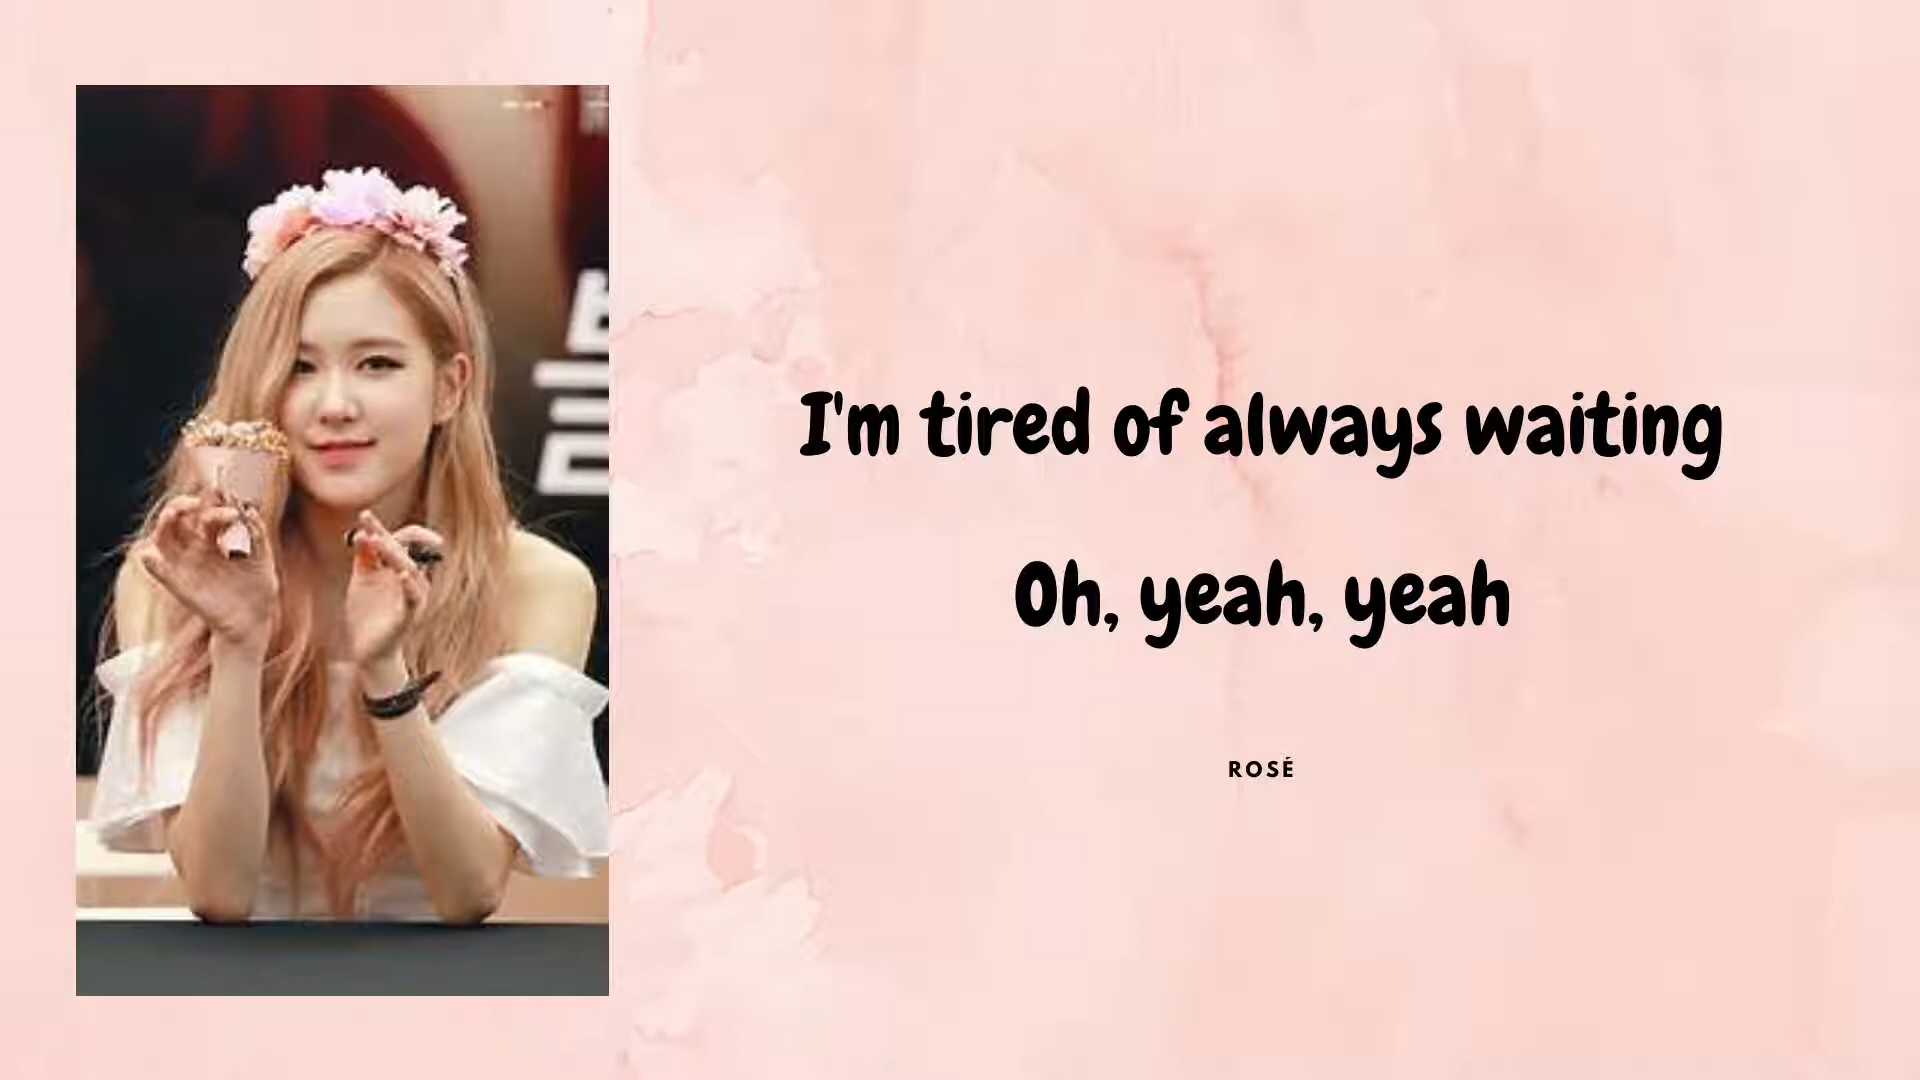 I'm tired of always waiting
Oh, yeah, yeah
ROSÉ